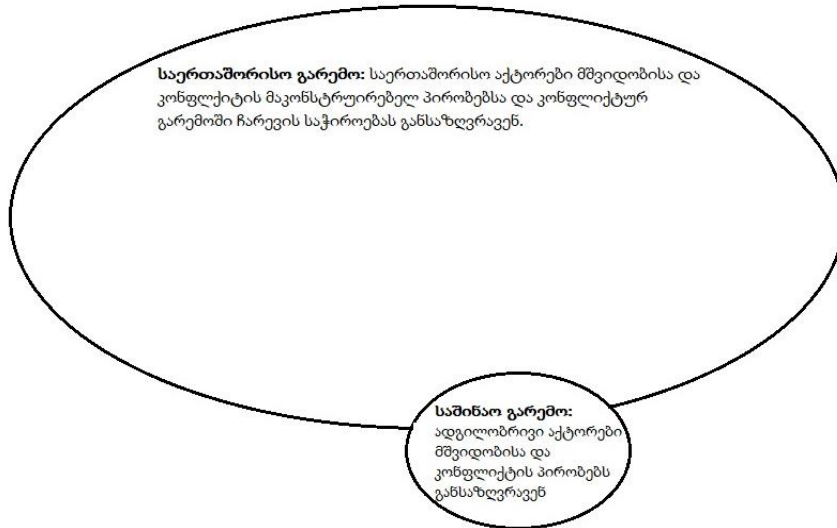 საერთაშორისო გარემო: საერთაშორისო აქტორები მშვიდობისა და
კონფლქიტის მაკონსტრუირებელ პირობებსა და კონფლიქტურ
გარემოში ჩარევის საჭიროებას განსაზღვრავენ.
საშინაო გარემო:
ადგილობრივი აქტორები
მშვიდობისა და
კონფლიქტის პირობებს
განსაზღვრავენ